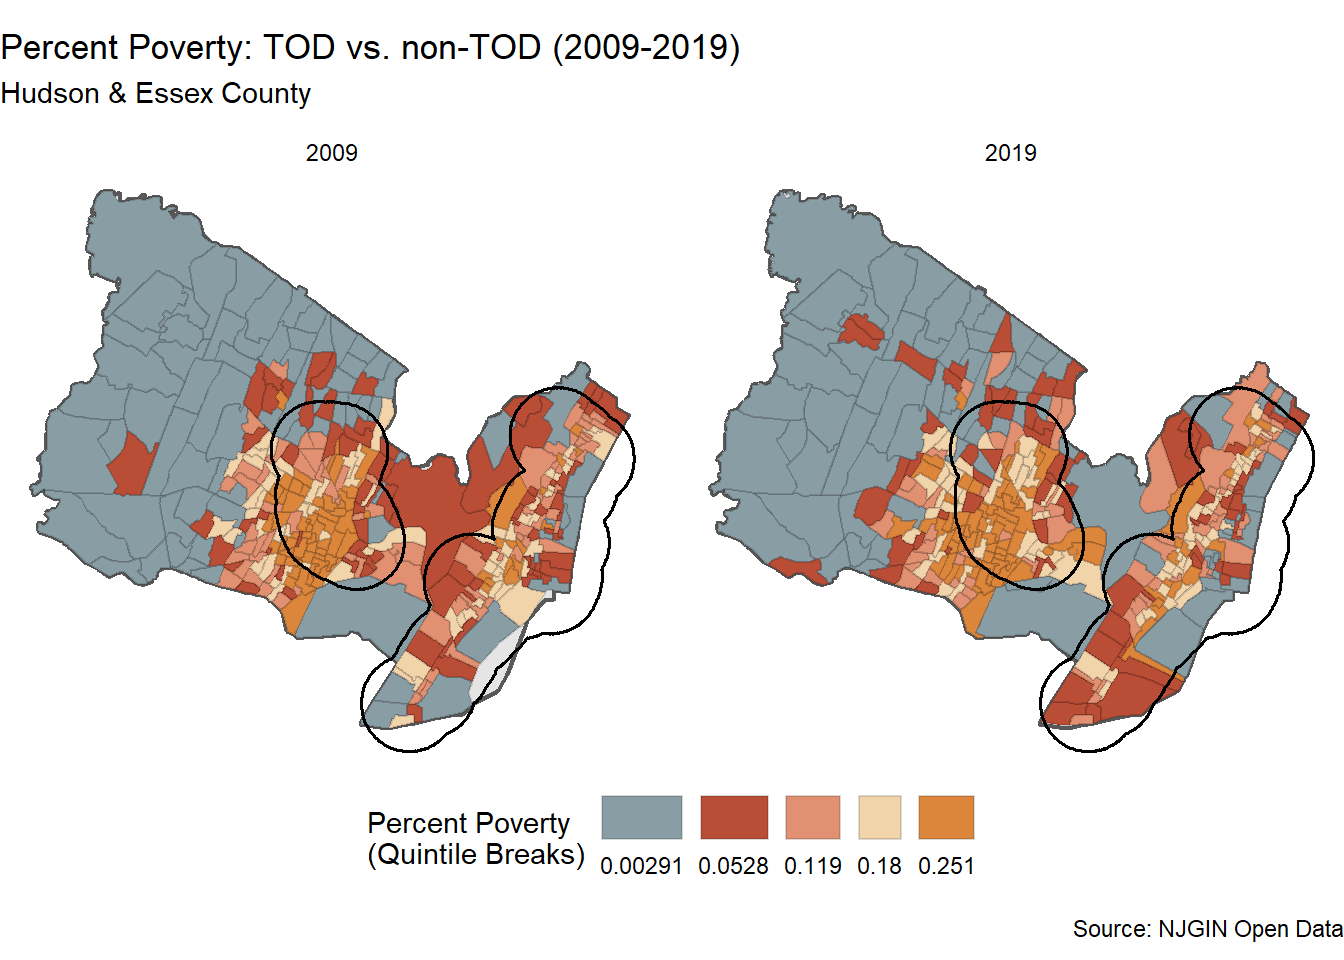 Percent Poverty: TOD vs. non-TOD (2009-2019)
Hudson & Essex County
2009
2019
Percent Poverty
(Quintile Breaks)
0.00291
0.0528
0.119
0.18
0.251
Source: NJGIN Open Data